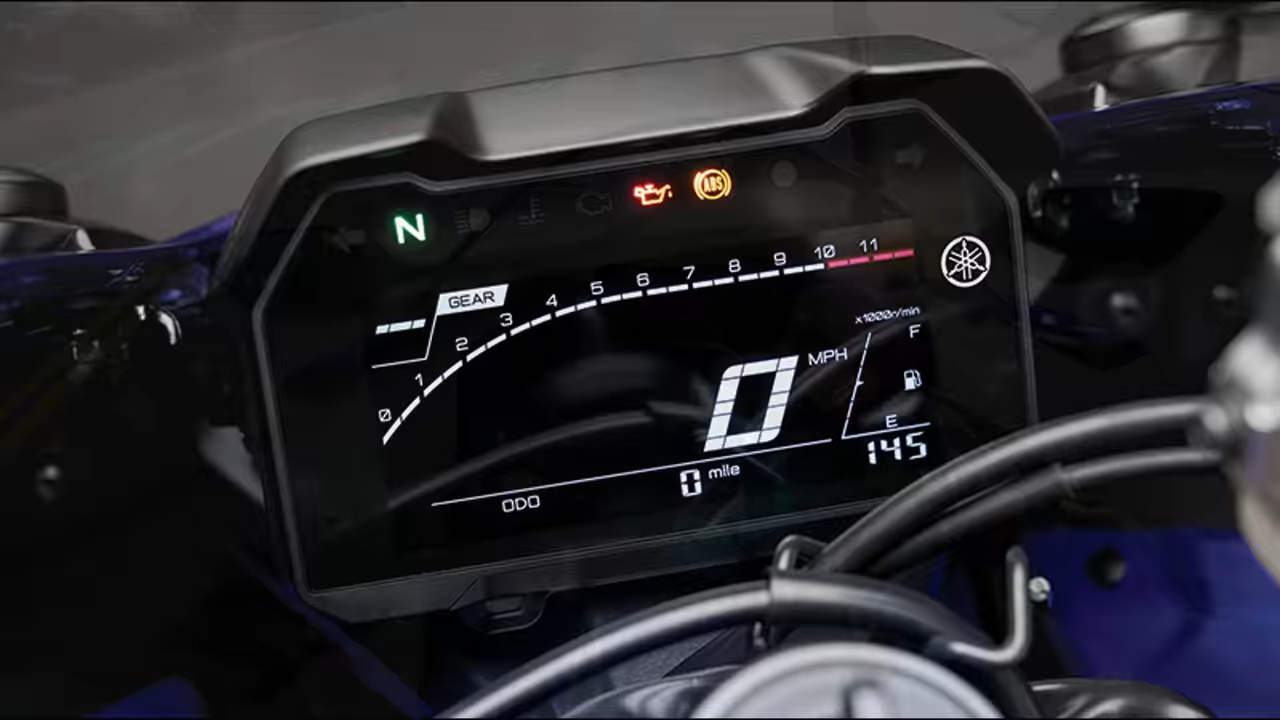 N
ABS
GEAR
0 1 2 3 4 5 6 7 8 9 10 11
x1000r/min
0 MPH
F
E
145
ODO 0 mile